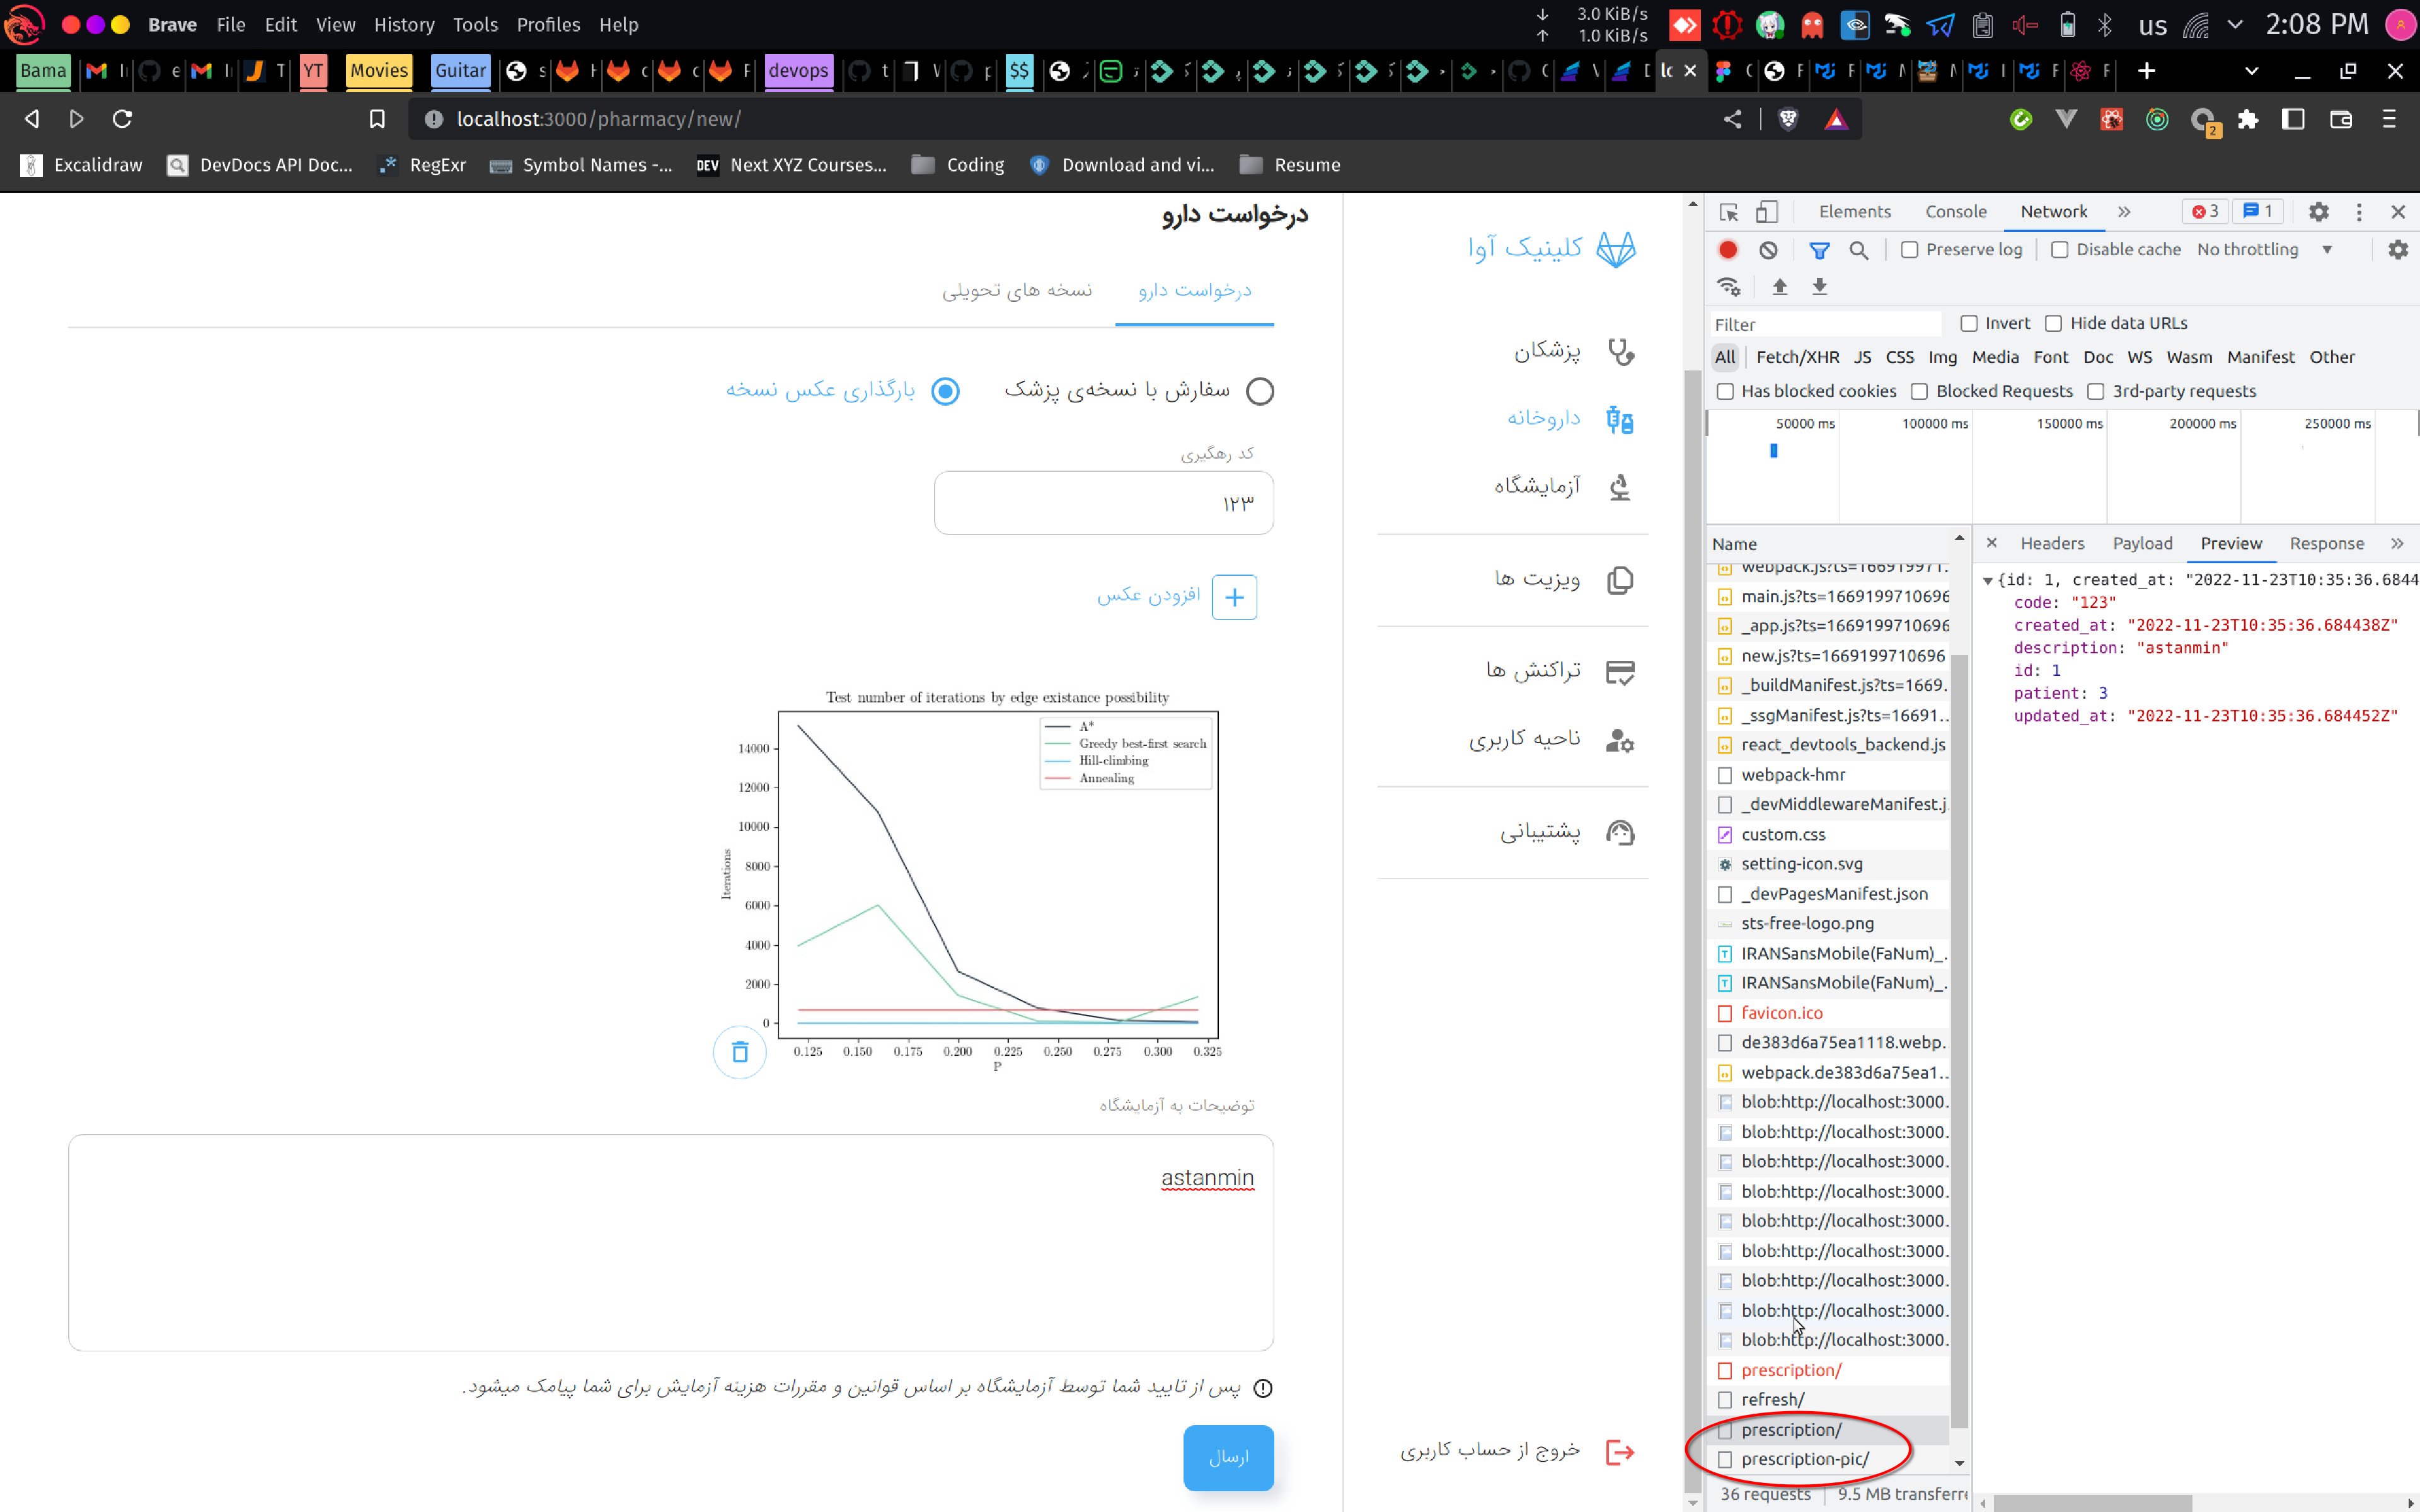 Brave File Edit View History Tools Profiles Help
3.0 KiB/s
1.0 KiB/s
us
2:08 PM
Bama
YT
Movies
Guitar
devops
$$
localhost:3000/pharmacy/new/
2
Excalidraw
DevDocs API Doc...
RegExr
Symbol Names -...
DEV
Next XYZ Courses...
Coding
Download and vi...
Resume
درخواست دارو
درخواست دارو
نسخه های تحویلی
سفارش با نسخه‌ی پزشک
بارگذاری عکس نسخه
کد رهگیری
۱۲۳
افزودن عکس
Test number of iterations by edge existance possibility
A*
Greedy best-first search
Hill-climbing
Annealing
14000
12000
10000
8000
6000
4000
2000
0
Iterations
0.125 0.150 0.175 0.200 0.225 0.250 0.275 0.300 0.325
P
توضیحات به آزمایشگاه
astanmin
پس از تایید شما توسط آزمایشگاه بر اساس قوانین و مقررات هزینه آزمایش برای شما پیامک میشود.
ارسال
کلینیک آوا
پزشکان
داروخانه
آزمایشگاه
ویزیت ها
تراکنش ها
ناحیه کاربری
پشتیبانی
خروج از حساب کاربری
Elements Console Network
3
1
Preserve log
Disable cache
No throttling
Filter
Invert
Hide data URLs
All Fetch/XHR JS CSS Img Media Font Doc WS Wasm Manifest Other
Has blocked cookies
Blocked Requests
3rd-party requests
50000 ms 100000 ms 150000 ms 200000 ms 250000 ms
Name
webpack.js?ts=166919971.
main.js?ts=1669199710696
_app.js?ts=1669199710696
new.js?ts=1669199710696
_buildManifest.js?ts=1669.
_ssgManifest.js?ts=16691..
react_devtools_backend.js
webpack-hmr
_devMiddlewareManifest.j.
custom.css
setting-icon.svg
_devPagesManifest.json
sts-free-logo.png
IRANSansMobile(FaNum)_.
IRANSansMobile(FaNum)_.
favicon.ico
de383d6a75ea1118.webp..
webpack.de383d6a75ea1..
blob:http://localhost:3000.
blob:http://localhost:3000.
blob:http://localhost:3000.
blob:http://localhost:3000.
blob:http://localhost:3000.
blob:http://localhost:3000.
blob:http://localhost:3000.
blob:http://localhost:3000.
blob:http://localhost:3000.
prescription/
refresh/
prescription/
prescription-pic/
36 requests
9.5 MB transferre
Headers Payload Preview Response
{id: 1, created_at: "2022-11-23T10:35:36.6844
code: "123"
created_at: "2022-11-23T10:35:36.684438Z"
description: "astanmin"
id: 1
patient: 3
updated_at: "2022-11-23T10:35:36.684452Z"